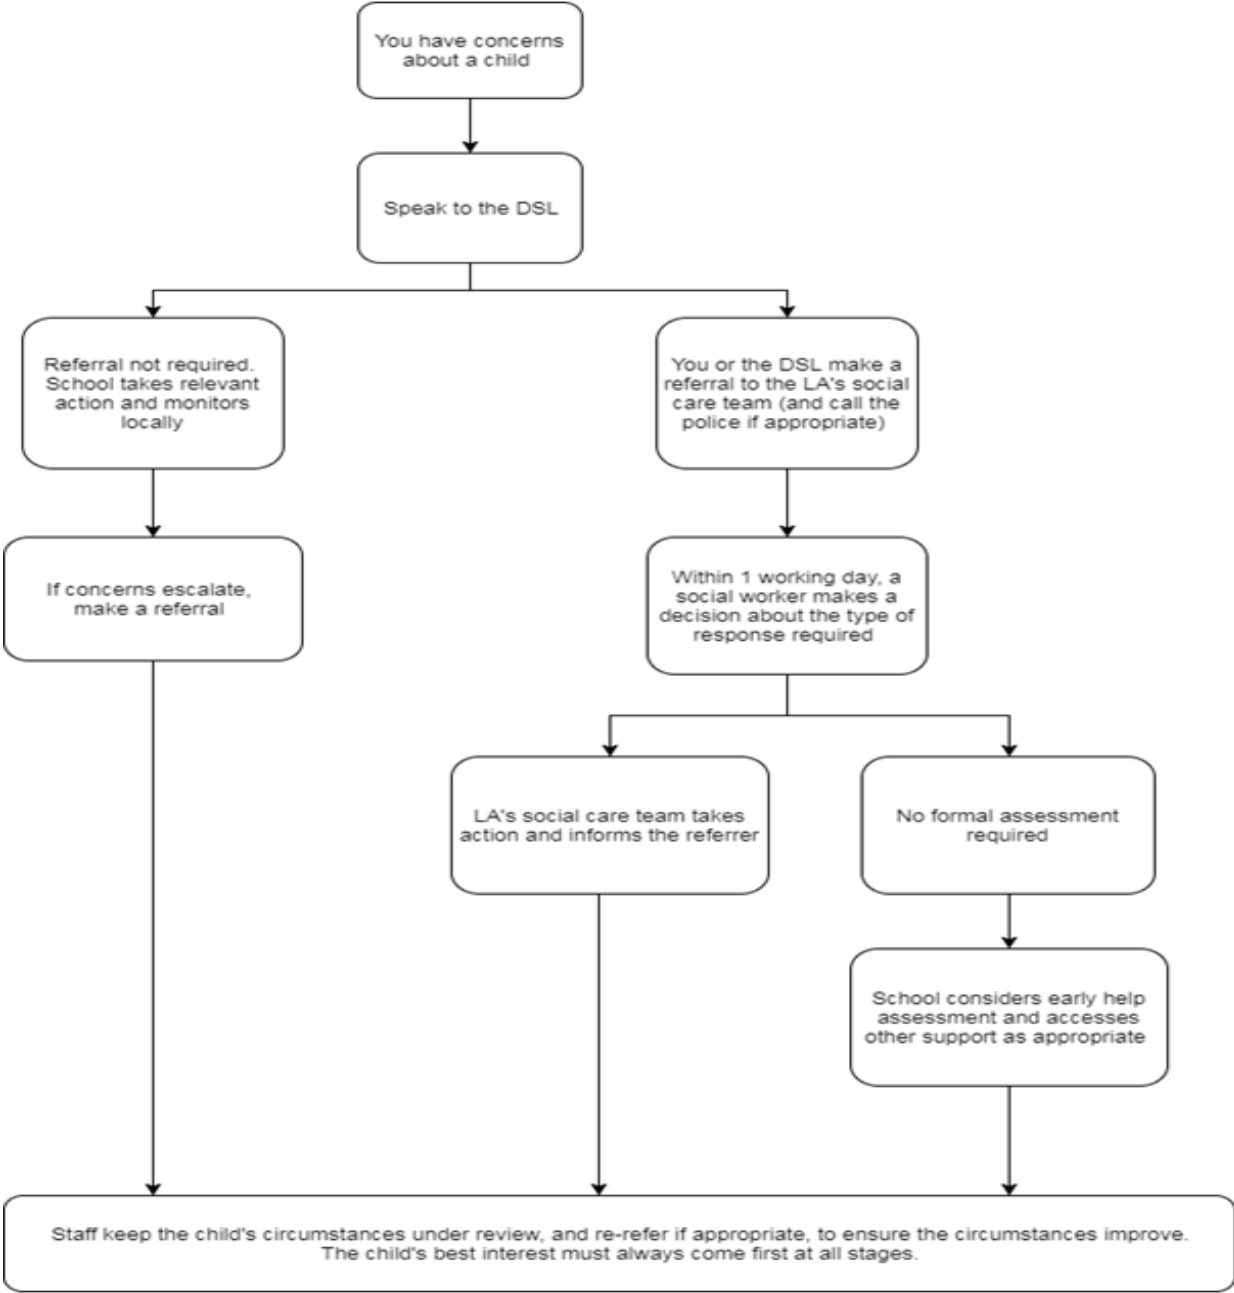 You have concerns
about a child
Speak to the DSL
Referral not required.
School takes relevant
action and monitors
locally
You or the DSL make a
referral to the LA's social
care team (and call the
police if appropriate)
If concerns escalate,
make a referral
Within 1 working day, a
social worker makes a
decision about the type of
response required
LA's social care team takes
action and informs the referrer
No formal assessment
required
School considers early help
assessment and accesses
other support as appropriate
Staff keep the child's circumstances under review, and re-refer if appropriate, to ensure the circumstances improve.
The child's best interest must always come first at all stages.